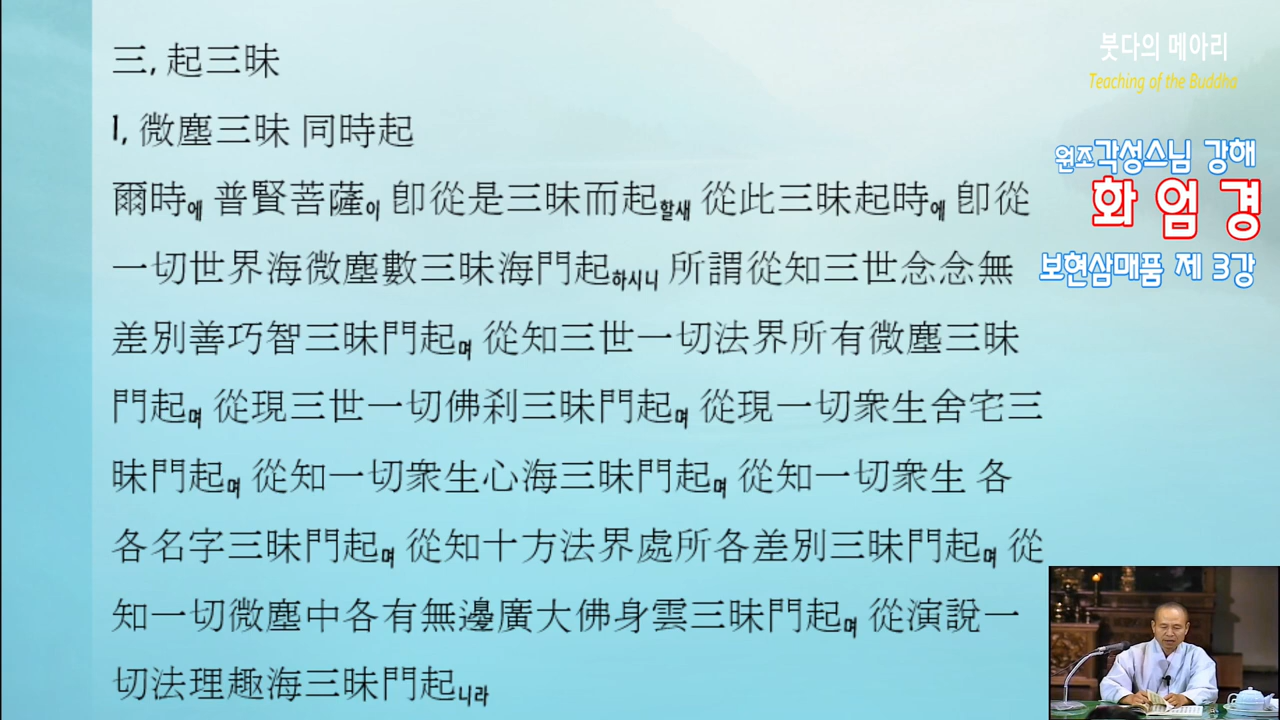 三, 起三昧
1, 微塵三昧 同時起
爾時에 普賢菩薩이 卽從是三昧而起할새 從此三昧起時에 卽從
一切世界海微塵數三昧海門起하시니 所謂從知三世念念無
差別善巧智三昧門起며 從知三世一切法界所有微塵三昧
門起며 從現三世一切佛刹三昧門起며 從現一切衆生舍宅三
昧門起며 從知一切衆生心海三昧門起며 從知一切衆生 各
各名字三昧門起며 從知十方法界處所各差別三昧門起며 從
知一切微塵中各有無邊廣大佛身雲三昧門起며 從演說一
切法理趣海三昧門起니라
붓다의 메아리
Teaching of the Buddha
원조각성스님 강해
화 엄 경
보현삼매품 제 3강